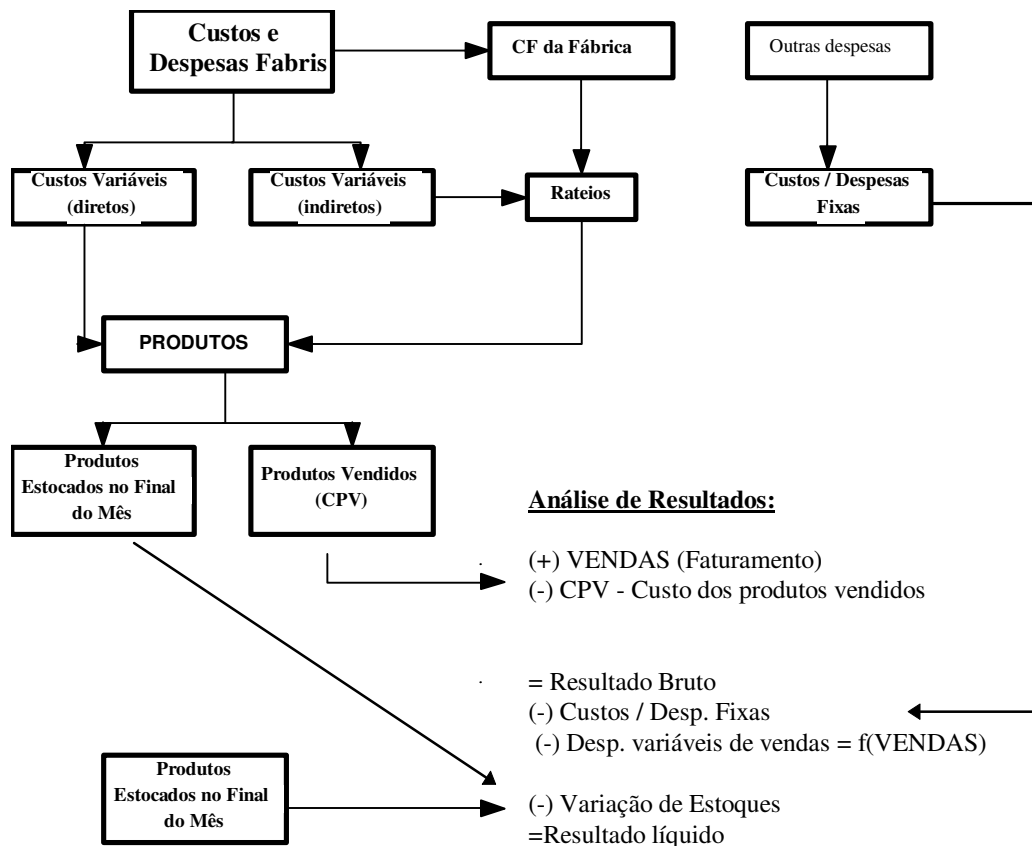 Custos e
Despesas Fabris
CF da Fábrica
Outras despesas
Custos Variáveis
(diretos)
Custos Variáveis
(indiretos)
Rateios
Custos / Despesas
Fixas
PRODUTOS
Produtos
Estocados no Final
do Mês
Produtos Vendidos
(CPV)
Análise de Resultados:
(+) VENDAS (Faturamento)
(-) CPV - Custo dos produtos vendidos
= Resultado Bruto
(-) Custos / Desp. Fixas
(-) Desp. variáveis de vendas = f(VENDAS)
Produtos
Estocados no Final
do Mês
(-) Variação de Estoques
=Resultado líquido